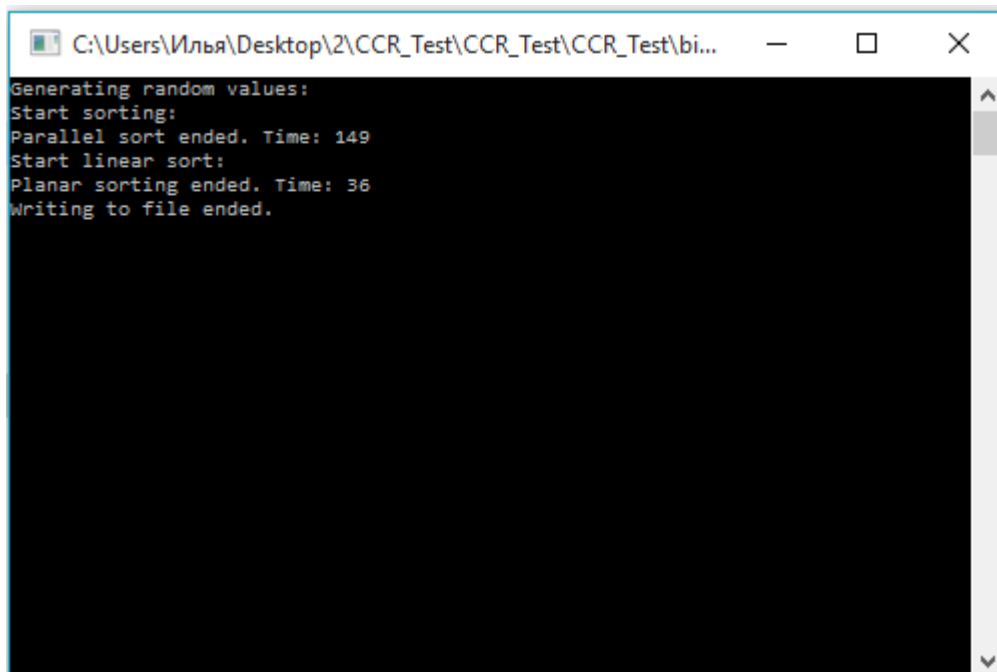 C:\Users\Илья\Desktop\2\CCR_Test\CCR_Test\CCR_Test\bi...
Generating random values:
Start sorting:
Parallel sort ended. Time: 149
Start linear sort:
Planar sorting ended. Time: 36
Writing to file ended.